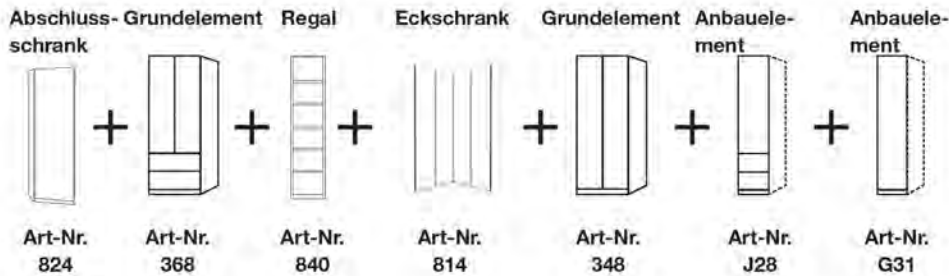 Abschluss- Grundelement Regal Eckschrank Grundelement Anbauele- Anbauele-
schrank ment ment
+ + + + + +
Art-Nr. Art-Nr. Art-Nr. Art-Nr. Art-Nr. Art-Nr. Art-Nr.
824 368 840 814 348 J28 G31